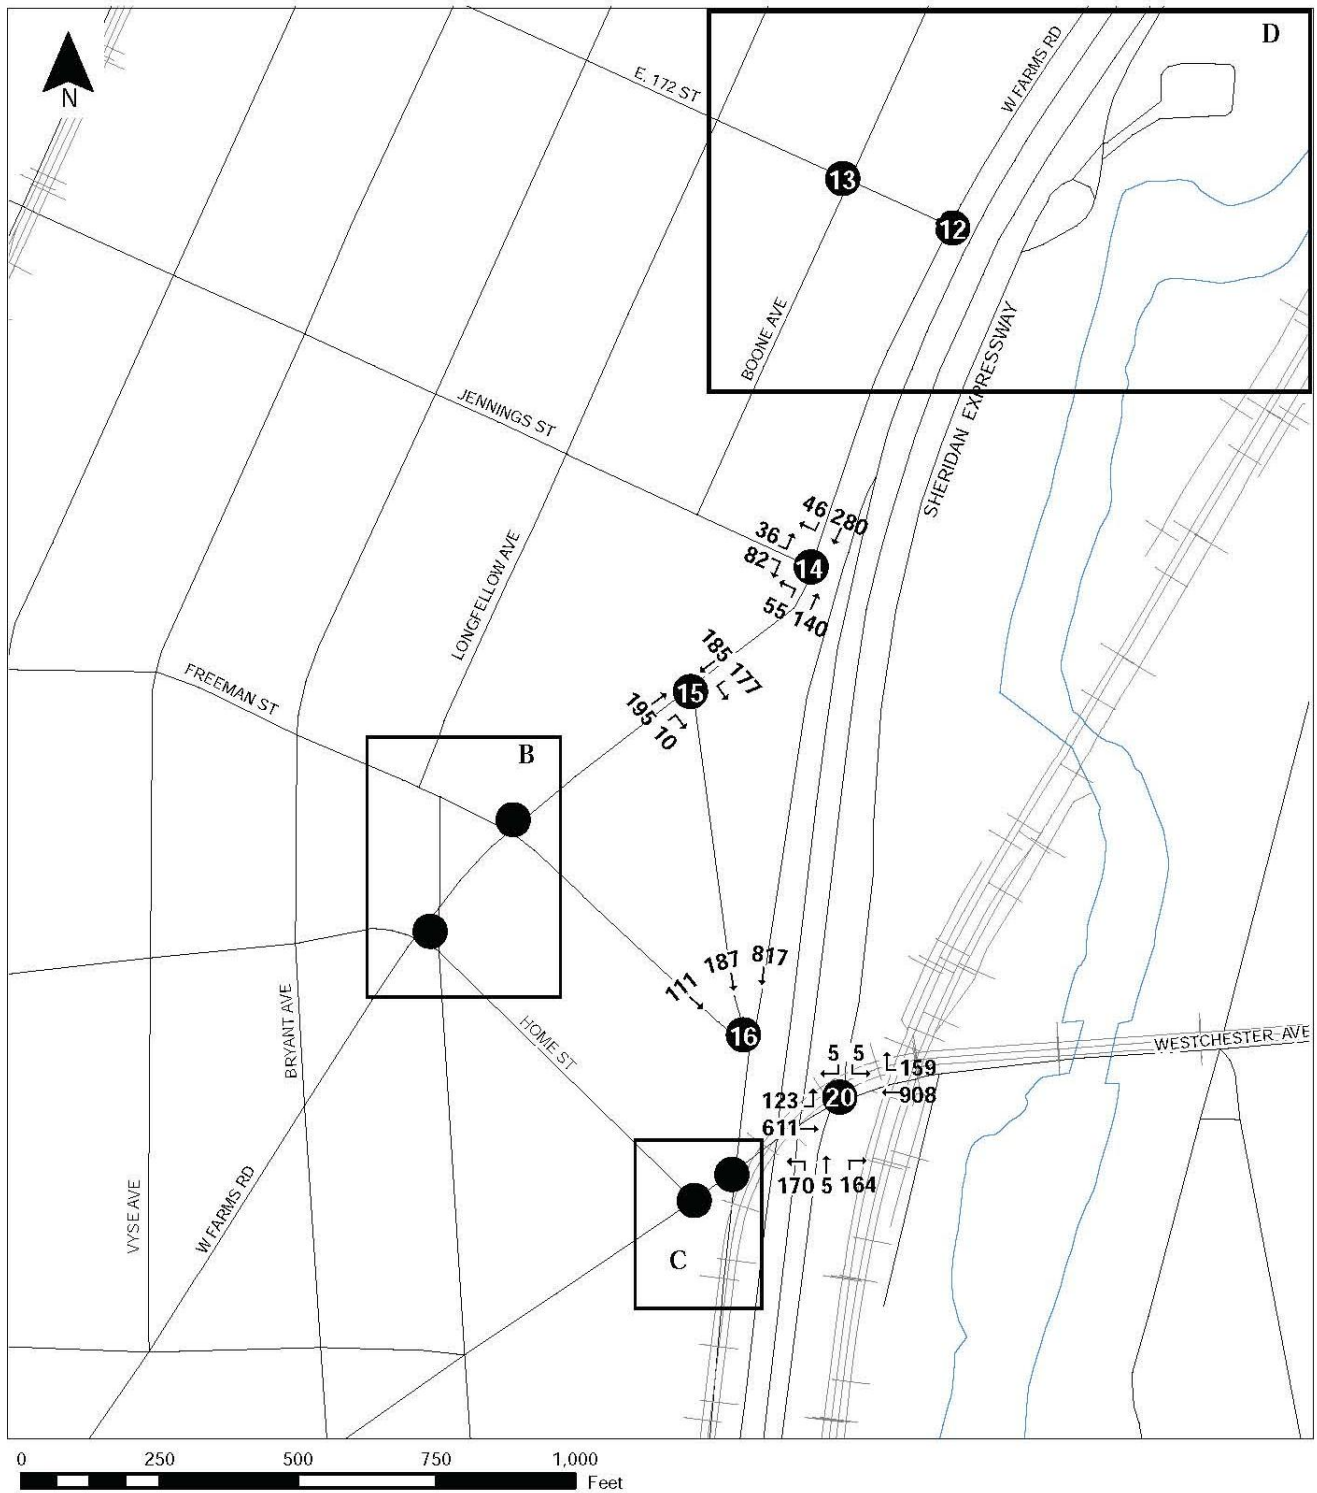 D
N
E. 172 ST
W FARMS RD
13
12
BOONE AVE
SHERIDAN EXPRESSWAY
JENNINGS ST
46 280
36
82
14
55 140
LONGFELLOW AVE
185 177
15
195 10
FREEMAN ST
B
111 187 817
16
BRYANT AVE
HOME ST
WESTCHESTER AVE
5 5
159
123
20
908
611
170 5 164
VYSE AVE
W FARMS RD
C
0 250 500 750 1,000
Feet